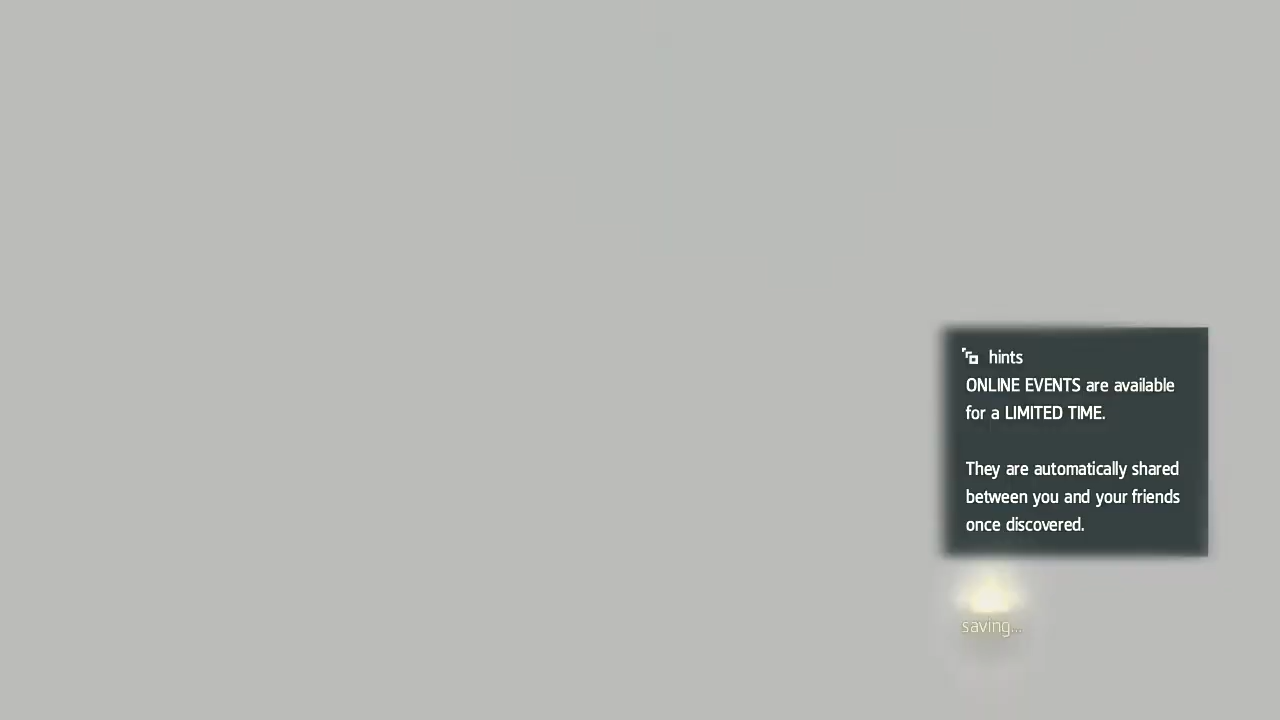 hints
ONLINE EVENTS are available
for a LIMITED TIME.
They are automatically shared
between you and your friends
once discovered.
saving...